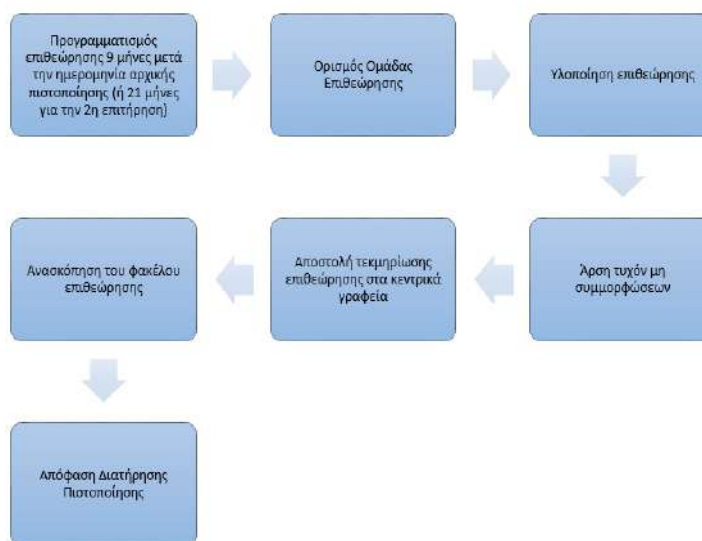 Προγραμματισμός
επιθεώρησης 9 μήνες μετά
την ημερομηνία αρχικής
πιστοποίησης (ή 21 μήνες
για την 2η επιτήρηση)
Ορισμός Ομάδας
Επιθεώρησης
Υλοποίηση επιθεώρησης
Άρση τυχόν μη
συμμορφώσεων
Αποστολή τεκμηρίωσης
επιθεώρησης στα κεντρικά
γραφεία
Ανασκόπηση του φακέλου
επιθεώρησης
Απόφαση Διατήρησης
Πιστοποίησης